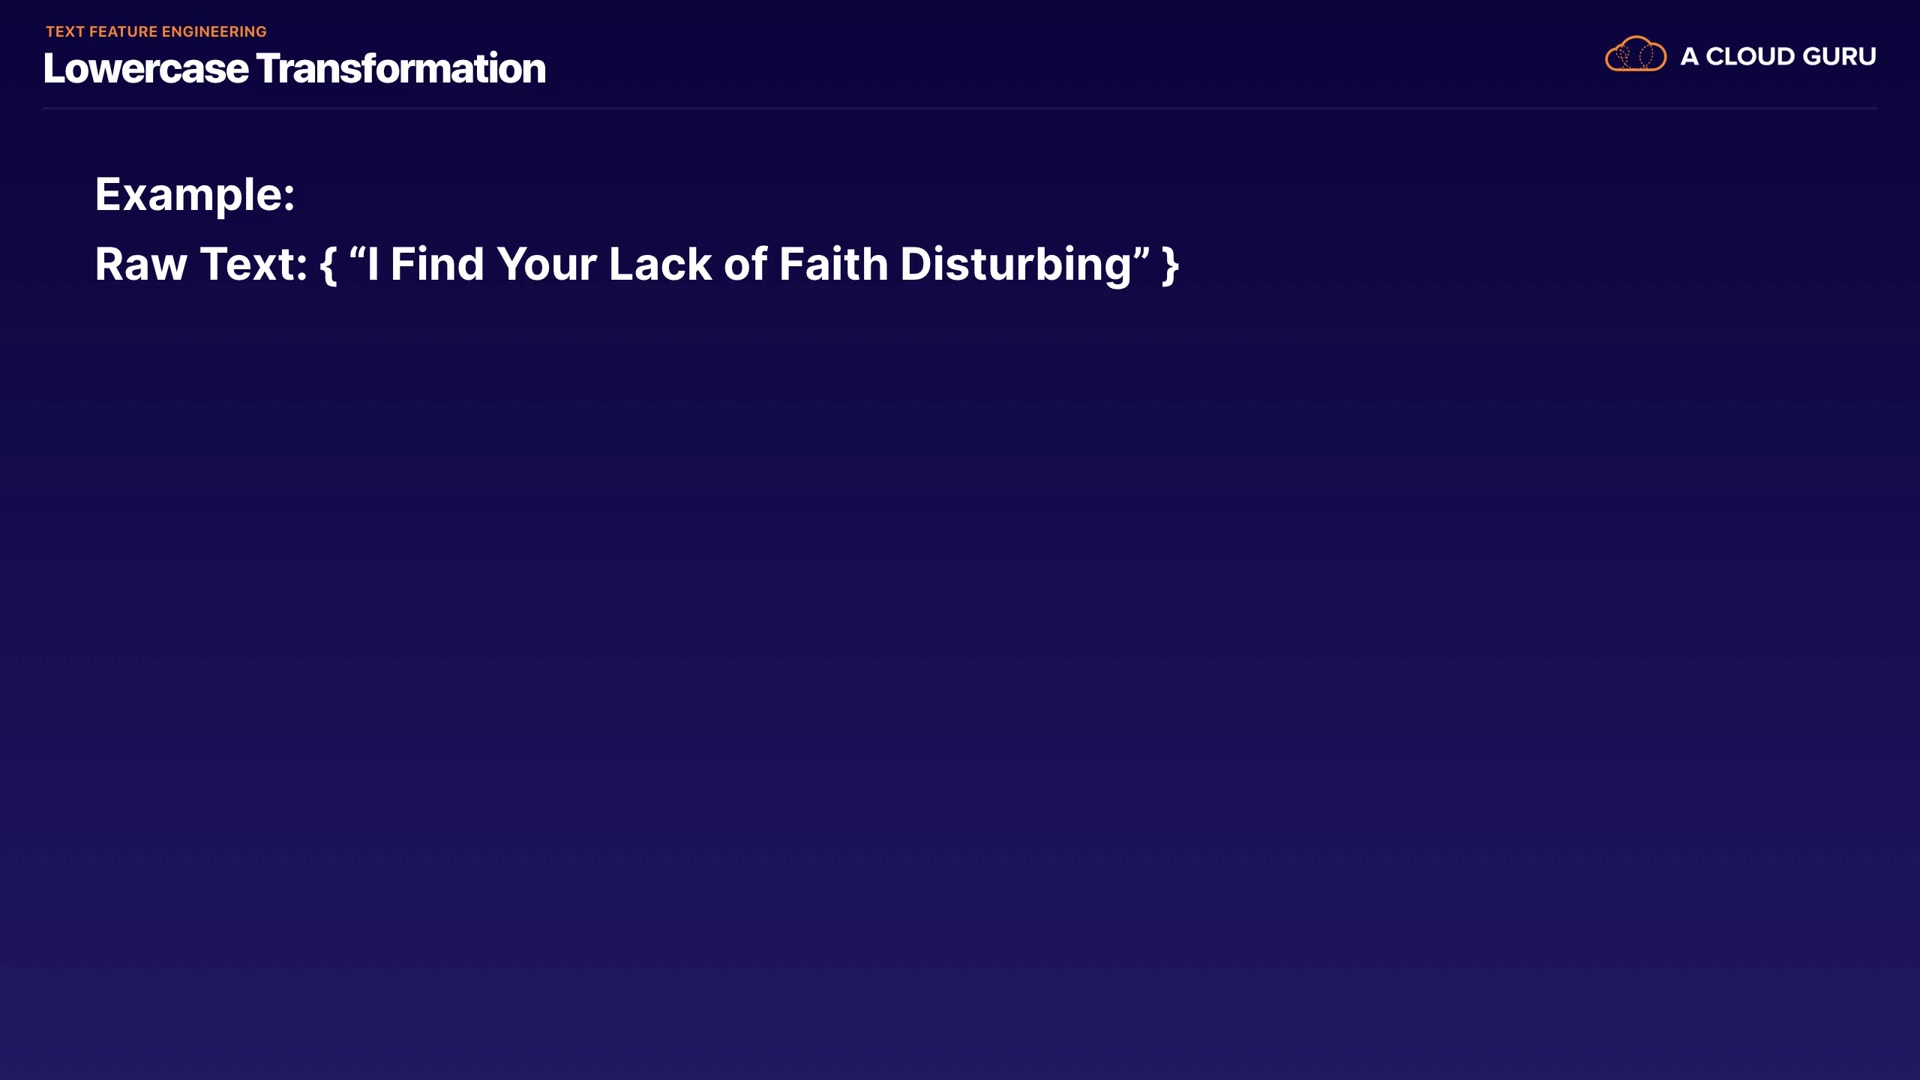 TEXT FEATURE ENGINEERING
Lowercase Transformation
A CLOUD GURU
Example:
Raw Text: { “I Find Your Lack of Faith Disturbing” }